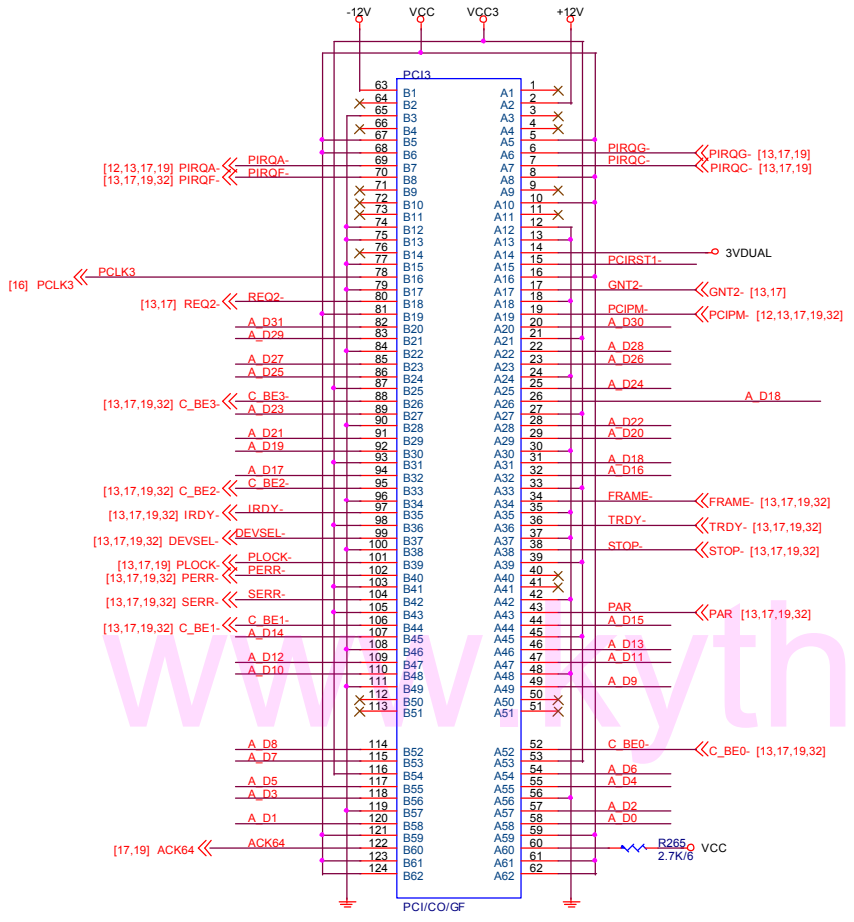 -12V VCC VCC3 +12V
PCI3
63 B1 A1 1
64 B2 A2 2
65 B3 A3 3
66 B4 A4 4
67 B5 A5 5
68 B6 A6 6 PIRQG- PIRQG- [13,17,19]
[12,13,17,19] PIRQA- PIRQA- 69 B7 A7 7 PIRQC- PIRQC- [13,17,19]
[13,17,19,32] PIRQF- PIRQF- 70 B8 A8 8
71 B9 A9 9
72 B10 A10 10
73 B11 A11 11
74 B12 A12 12
75 B13 A13 13
76 B14 A14 14 3VDUAL
77 B15 A15 15 PCIRST1-
[16] PCLK3 PCLK3 78 B16 A16 16
79 B17 A17 17 GNT2- GNT2- [13,17]
[13,17] REQ2- REQ2- 80 B18 A18 18
81 B19 A19 19 PCIPM- PCIPM- [12,13,17,19,32]
A_D31 82 B20 A20 20 A_D30
A_D29 83 B21 A21 21
84 B22 A22 22 A_D28
A_D27 85 B23 A23 23 A_D26
A_D25 86 B24 A24 24
87 B25 A25 25 A_D24
[13,17,19,32] C_BE3- C_BE3- 88 B26 A26 26 A_D18
A_D23 89 B27 A27 27
90 B28 A28 28 A_D22
A_D21 91 B29 A29 29 A_D20
A_D19 92 B30 A30 30
93 B31 A31 31 A_D18
A_D17 94 B32 A32 32 A_D16
[13,17,19,32] C_BE2- C_BE2- 95 B33 A33 33
96 B34 A34 34 FRAME- FRAME- [13,17,19,32]
[13,17,19,32] IRDY- IRDY- 97 B35 A35 35
98 B36 A36 36 TRDY- TRDY- [13,17,19,32]
[13,17,19,32] DEVSEL- DEVSEL- 99 B37 A37 37
100 B38 A38 38 STOP- STOP- [13,17,19,32]
[13,17,19] PLOCK- PLOCK- 101 B39 A39 39
[13,17,19,32] PERR- PERR- 102 B40 A40 40
103 B41 A41 41
[13,17,19,32] SERR- SERR- 104 B42 A42 42
105 B43 A43 43 PAR PAR [13,17,19,32]
[13,17,19,32] C_BE1- C_BE1- 106 B44 A44 44 A_D15
A_D14 107 B45 A45 45
108 B46 A46 46 A_D13
A_D12 109 B47 A47 47 A_D11
A_D10 110 B48 A48 48
111 B49 A49 49 A_D9
112 B50 A50 50
113 B51 A51 51
www.kyth
A_D8 114 B52 A52 52 C_BE0- C_BE0- [13,17,19,32]
A_D7 115 B53 A53 53
116 B54 A54 54 A_D6
A_D5 117 B55 A55 55 A_D4
A_D3 118 B56 A56 56
119 B57 A57 57 A_D2
A_D1 120 B58 A58 58 A_D0
121 B59 A59 59
[17,19] ACK64 ACK64 122 B60 A60 60 R265 VCC
123 B61 A61 61 2.7K/6
124 B62 A62 62
PCI/CO/GF